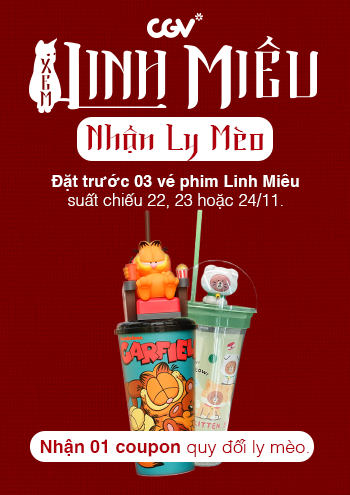 CGV*
XEM
LINH MIÊU
Nhận Ly Mèo
Đặt trước 03 vé phim Linh Miêu
suất chiếu 22, 23 hoặc 24/11.
GARFIEL
Nhận 01 coupon quy đổi ly mèo.